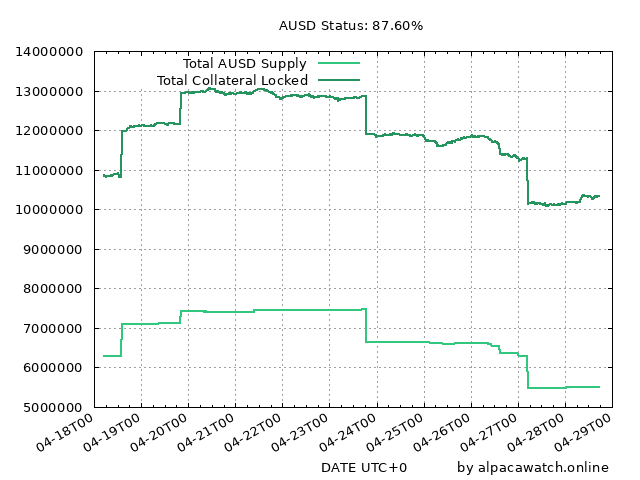 AUSD Status: 87.60%
14000000
13000000
12000000
11000000
10000000
9000000
8000000
7000000
6000000
5000000
Total AUSD Supply
Total Collateral Locked
04-18T00
04-19T00
04-20T00
04-21T00
04-22T00
04-23T00
04-24T00
04-25T00
04-26T00
04-27T00
04-28T00
04-29T00
DATE UTC+0
by alpacawatch.online